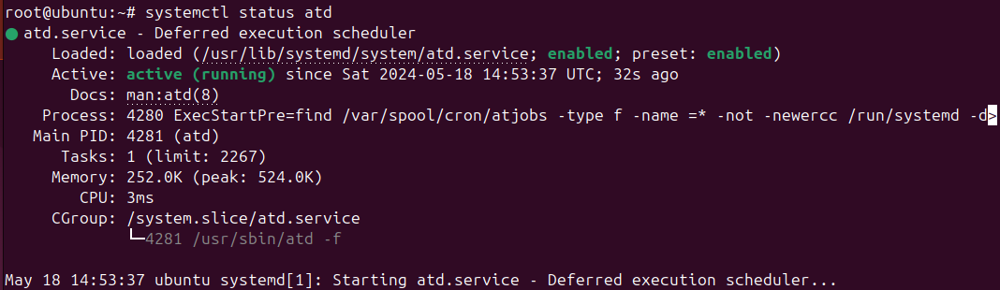 root@ubuntu:~# systemctl status atd
● atd.service - Deferred execution scheduler
     Loaded: loaded (/usr/lib/systemd/system/atd.service; enabled; preset: enabled)
     Active: active (running) since Sat 2024-05-18 14:53:37 UTC; 32s ago
       Docs: man:atd(8)
    Process: 4280 ExecStartPre=find /var/spool/cron/atjobs -type f -name =* -not -newercc /run/systemd -d>
   Main PID: 4281 (atd)
      Tasks: 1 (limit: 2267)
     Memory: 252.0K (peak: 524.0K)
        CPU: 3ms
     CGroup: /system.slice/atd.service
             └─4281 /usr/sbin/atd -f

May 18 14:53:37 ubuntu systemd[1]: Starting atd.service - Deferred execution scheduler...